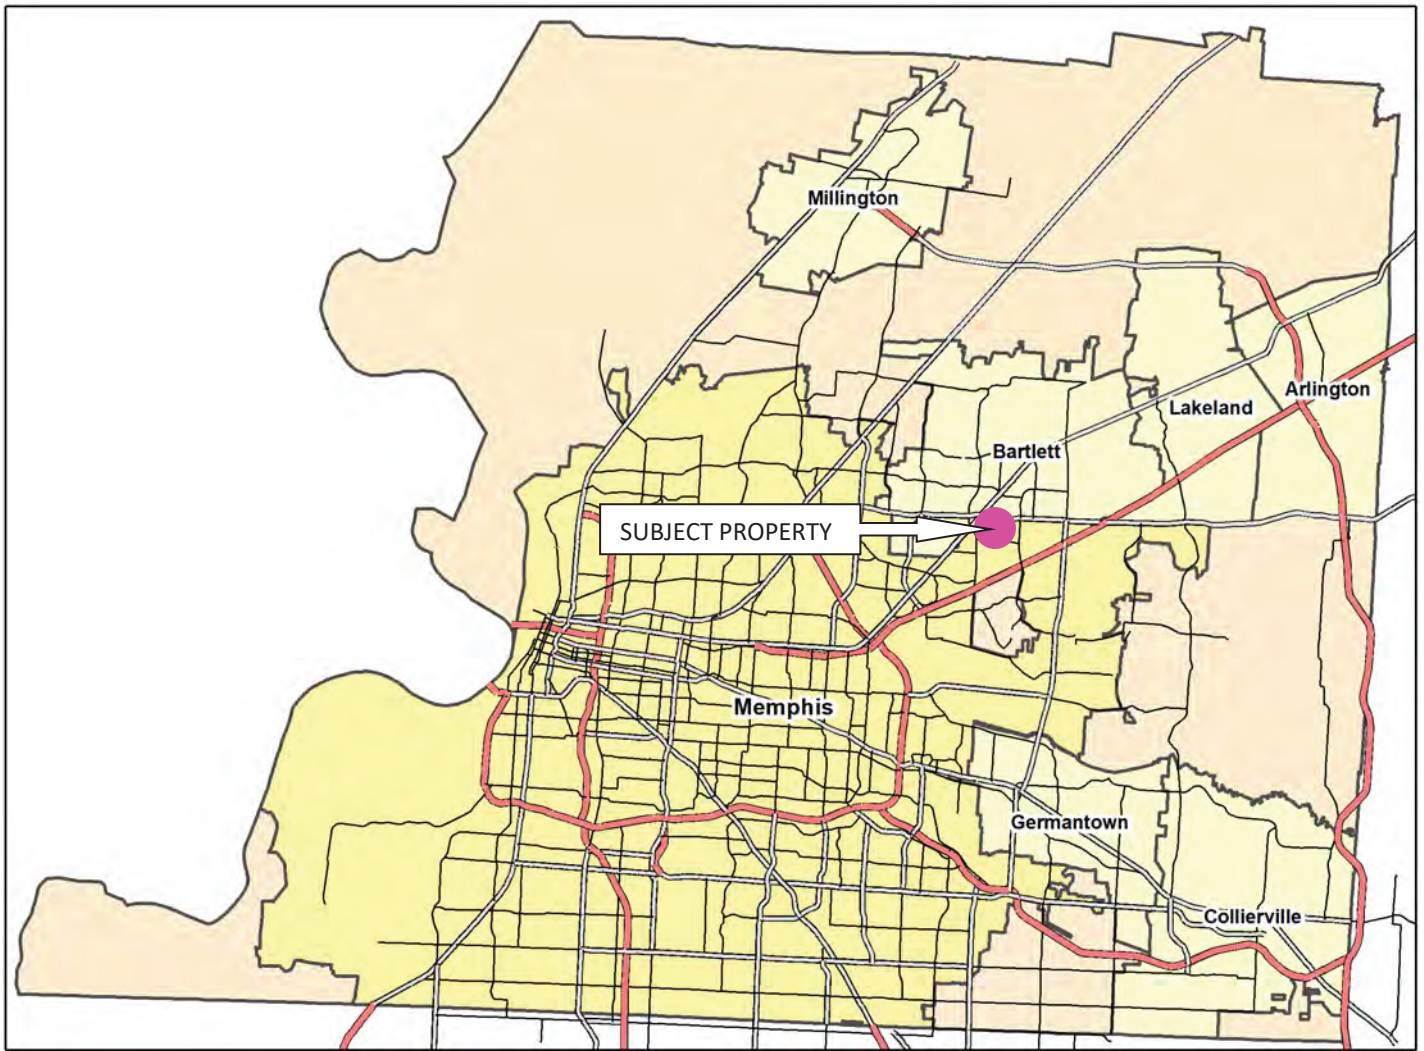 Millington
Arlington
Lakeland
Bartlett
SUBJECT PROPERTY
Memphis
Germantown
Collierville